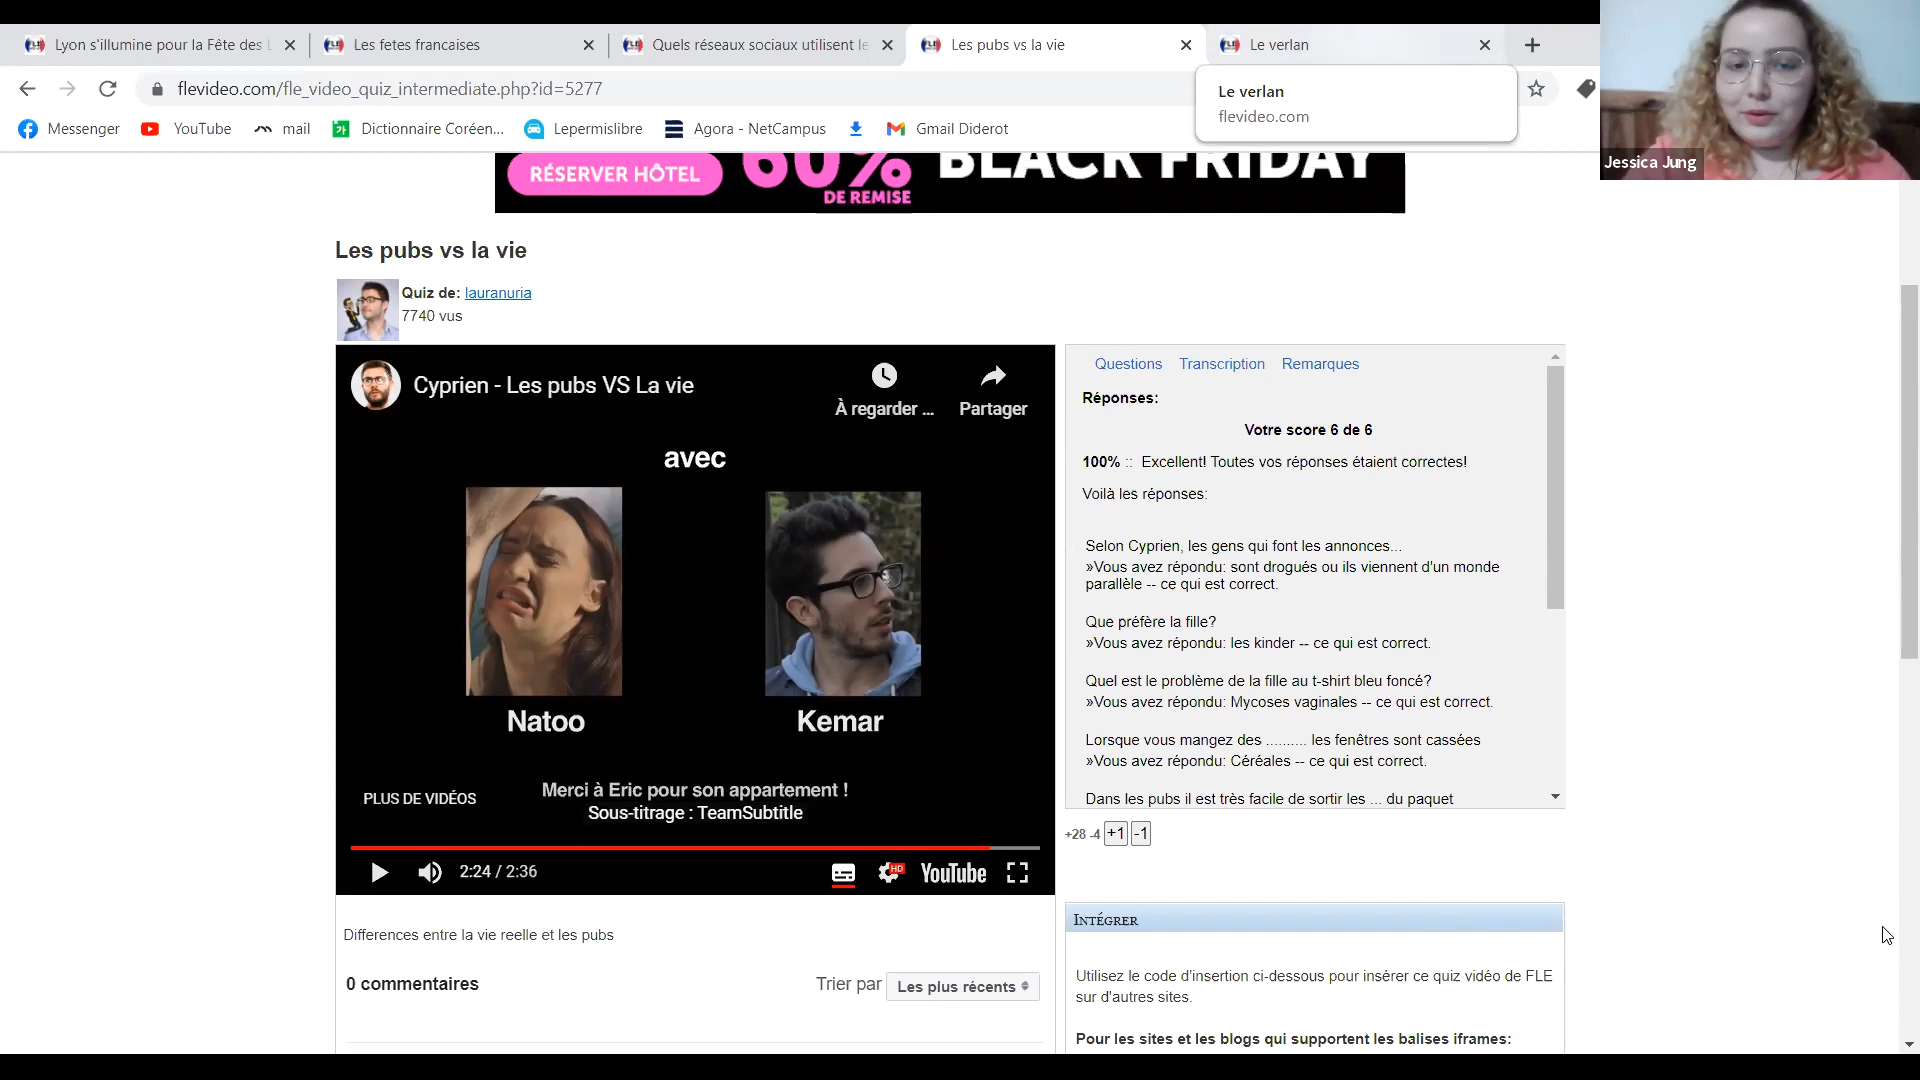 Lyon s'illumine pour la Fête des L
Les fetes francaises
Quels réseaux sociaux utilisent le
Les pubs vs la vie
Le verlan
flevideo.com/fle_video_quiz_intermediate.php?id=5277
Le verlan
flevideo.com
Messenger
YouTube
mail
Dictionnaire Coréen...
Lepermislibre
Agora - NetCampus
Gmail Diderot
Jessica Jung
RÉSERVER HÔTEL
60%
DE REMISE
BLACK FRIDAY
Les pubs vs la vie
Quiz de: lauranuria
7740 vus
Cyprien - Les pubs VS La vie
À regarder ...
Partager
avec
Natoo
Kemar
PLUS DE VIDÉOS
Merci à Eric pour son appartement !
Sous-titrage : TeamSubtitle
2:24 / 2:36
HD
YouTube
Questions
Transcription
Remarques
Réponses:
Votre score 6 de 6
100% :: Excellent! Toutes vos réponses étaient correctes!
Voilà les réponses:
Selon Cyprien, les gens qui font les annonces...
»Vous avez répondu: sont drogués ou ils viennent d'un monde
parallèle -- ce qui est correct.
Que préfère la fille?
»Vous avez répondu: les kinder -- ce qui est correct.
Quel est le problème de la fille au t-shirt bleu foncé?
»Vous avez répondu: Mycoses vaginales -- ce qui est correct.
Lorsque vous mangez des .......... les fenêtres sont cassées
»Vous avez répondu: Céréales -- ce qui est correct.
Dans les pubs il est très facile de sortir les ... du paquet
+28 -4 +1 -1
Differences entre la vie reelle et les pubs
0 commentaires
Trier par
Les plus récents
INTÉGRER
Utilisez le code d'insertion ci-dessous pour insérer ce quiz vidéo de FLE
sur d'autres sites.
Pour les sites et les blogs qui supportent les balises iframes: